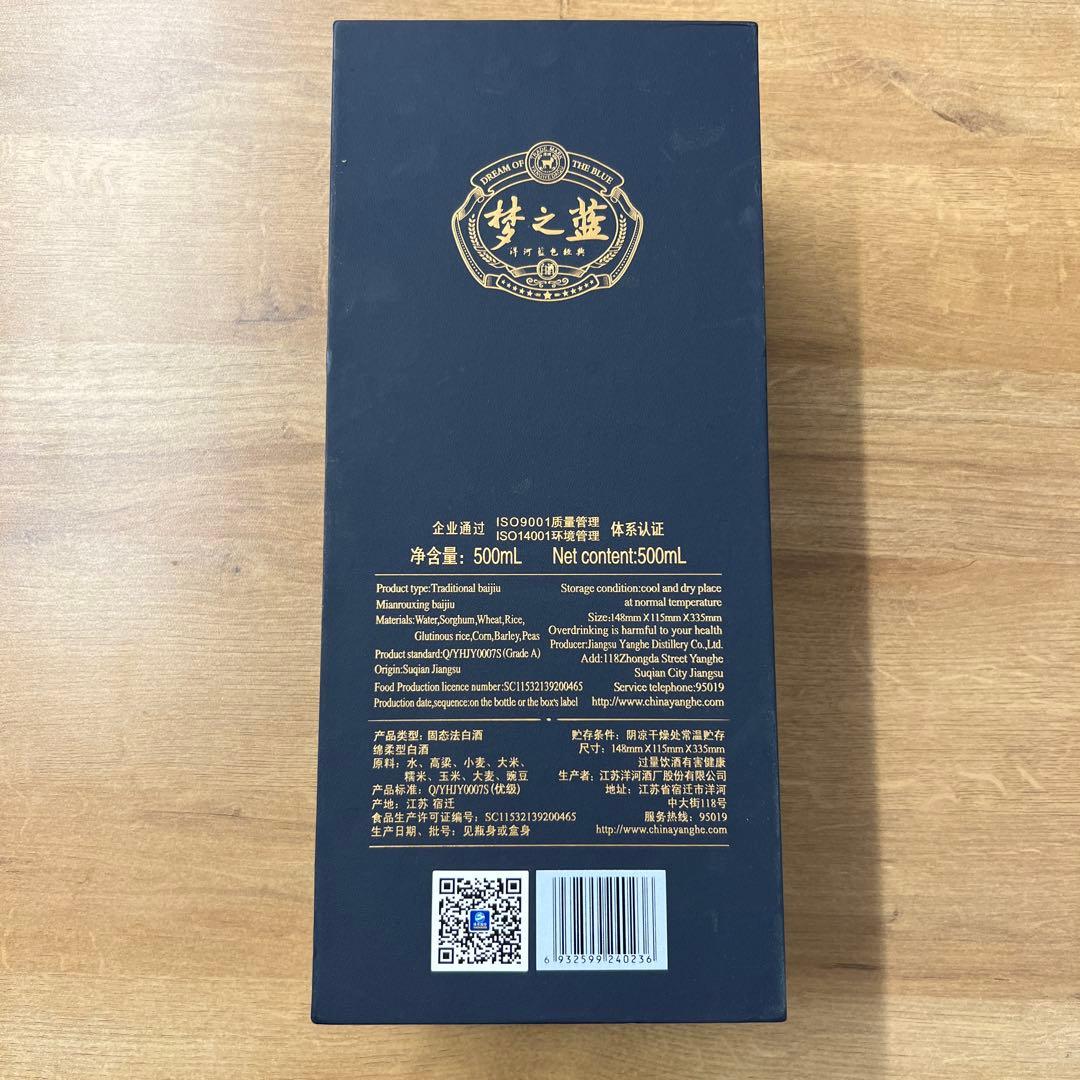 DREAM OF THE BLUE
梦之蓝
洋河蓝色经典
白酒
企业通过 ISO9001质量管理 体系认证
ISO14001环境管理
净含量：500mL Net content:500mL
Product type:Traditional baijiu
Mianrouxing baijiu
Materials:Water,Sorghum,Wheat,Rice,
Glutinous rice,Corn,Barley,Peas
Product standard:Q/YHJY0007S(Grade A)
Origin:Suqian Jiangsu
Food Production licence number:SC11532139200465
Production date,sequence:on the bottle or the box's label
Storage condition:cool and dry place
at normal temperature
Size:148mm X115mm X335mm
Overdrinking is harmful to your health
Producer:Jiangsu Yanghe Distillery Co.,Ltd.
Add:118Zhongda Street Yanghe
Suqian City Jiangsu
Service telephone:95019
http://www.chinayanghe.com
产品类型：固态法白酒
绵柔型白酒
原料：水、高粱、小麦、大米、
糯米、玉米、大麦、豌豆
产品标准：Q/YHJY0007S(优级)
产地：江苏 宿迁
食品生产许可证编号：SC11532139200465
生产日期、批号：见瓶身或盒身
贮存条件：阴凉干燥处常温贮存
尺寸：148mm X115mm X335mm
过量饮酒有害健康
生产者：江苏洋河酒厂股份有限公司
地址：江苏省宿迁市洋河
中大街118号
服务热线：95019
http://www.chinayanghe.com
6 932599 240236